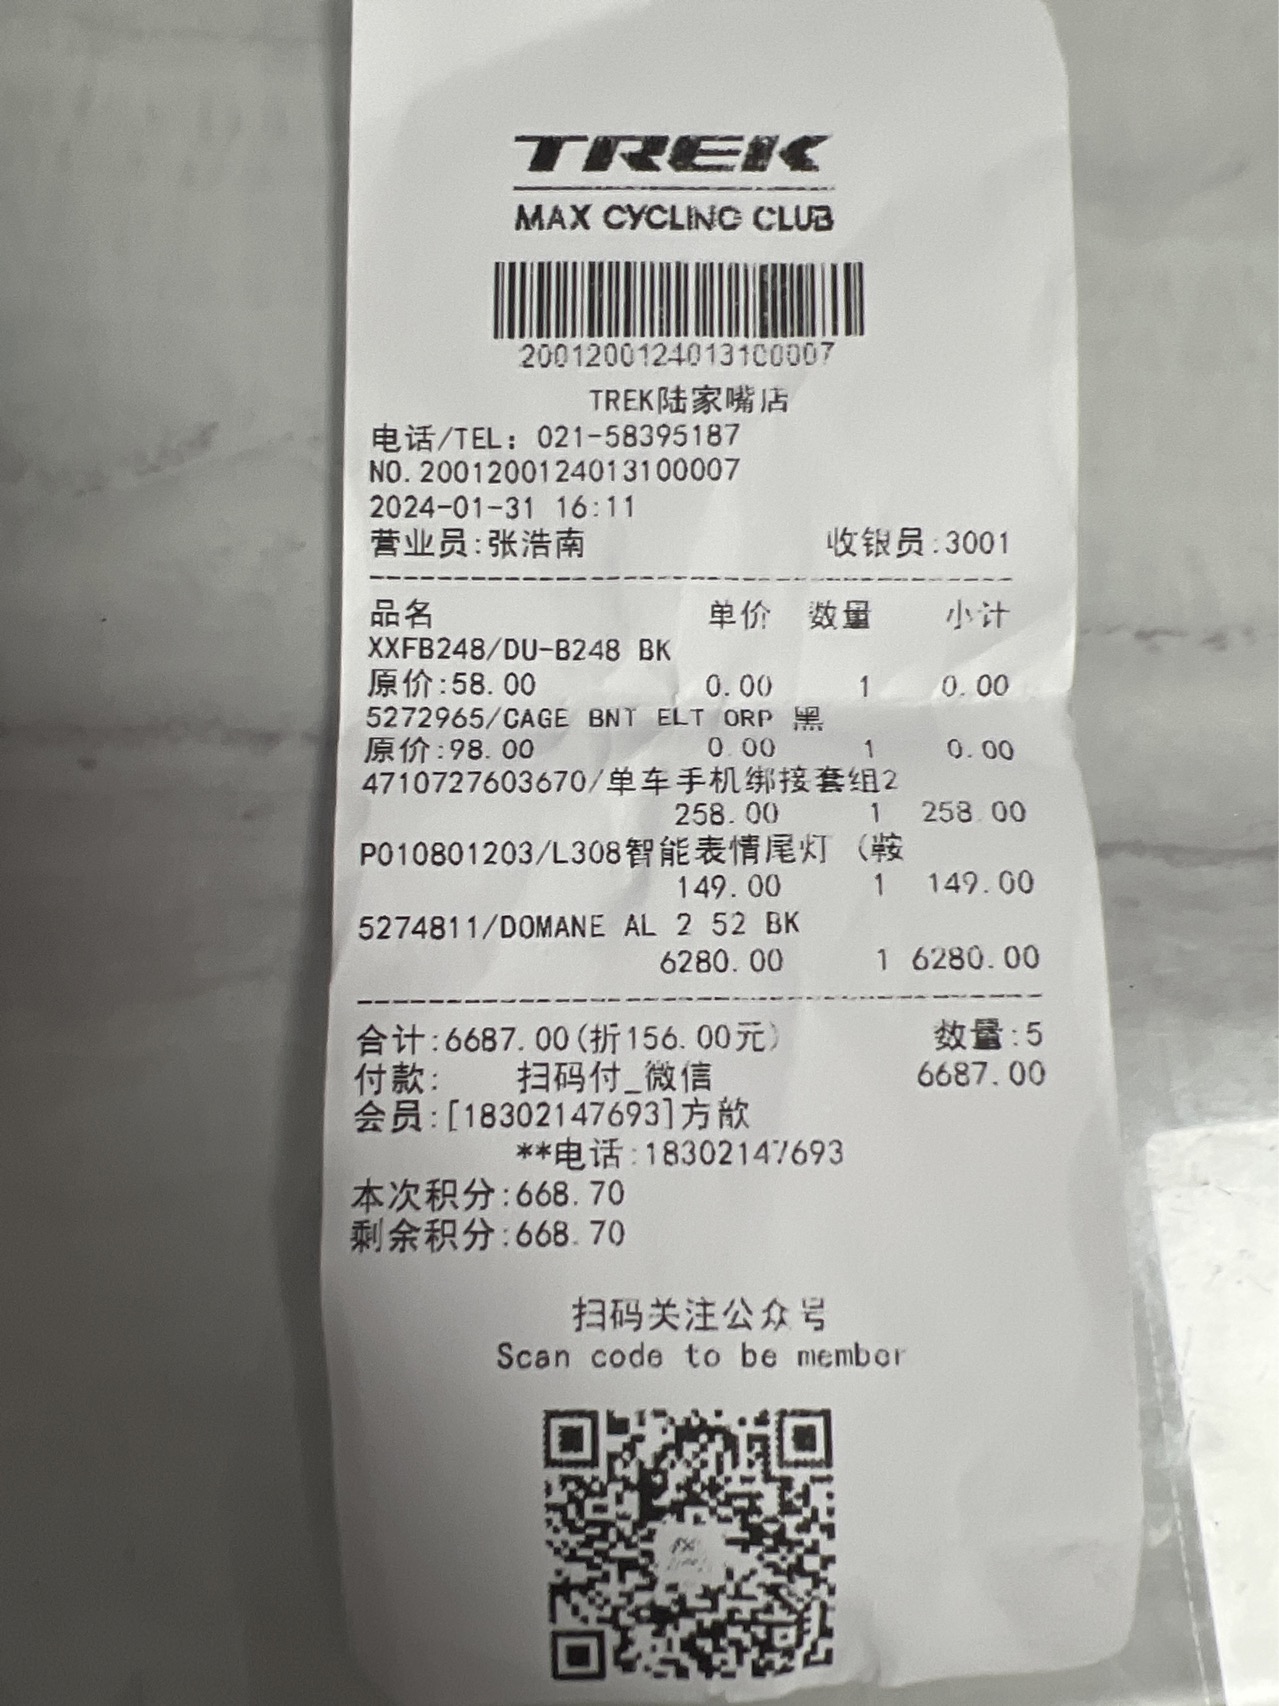 TREK
MAX CYCLING CLUB
2001200124013100007
TREK陆家嘴店
电话/TEL: 021-58395187
NO.2001200124013100007
2024-01-31 16:11
营业员:张浩南 收银员:3001
品名 单价 数量 小计
XXFB248/DU-B248 BK
原价:58.00 0.00 1 0.00
5272965/CAGE BNT ELT ORP 黑
原价:98.00 0.00 1 0.00
4710727603670/单车手机绑接套组2
258.00 1 258.00
P010801203/L308智能表情尾灯 (鞍
149.00 1 149.00
5274811/DOMANE AL 2 52 BK
6280.00 1 6280.00
合计:6687.00(折156.00元) 数量:5
付款: 扫码付_微信 6687.00
会员:[18302147693]方歆
**电话:18302147693
本次积分:668.70
剩余积分:668.70
扫码关注公众号
Scan code to be member